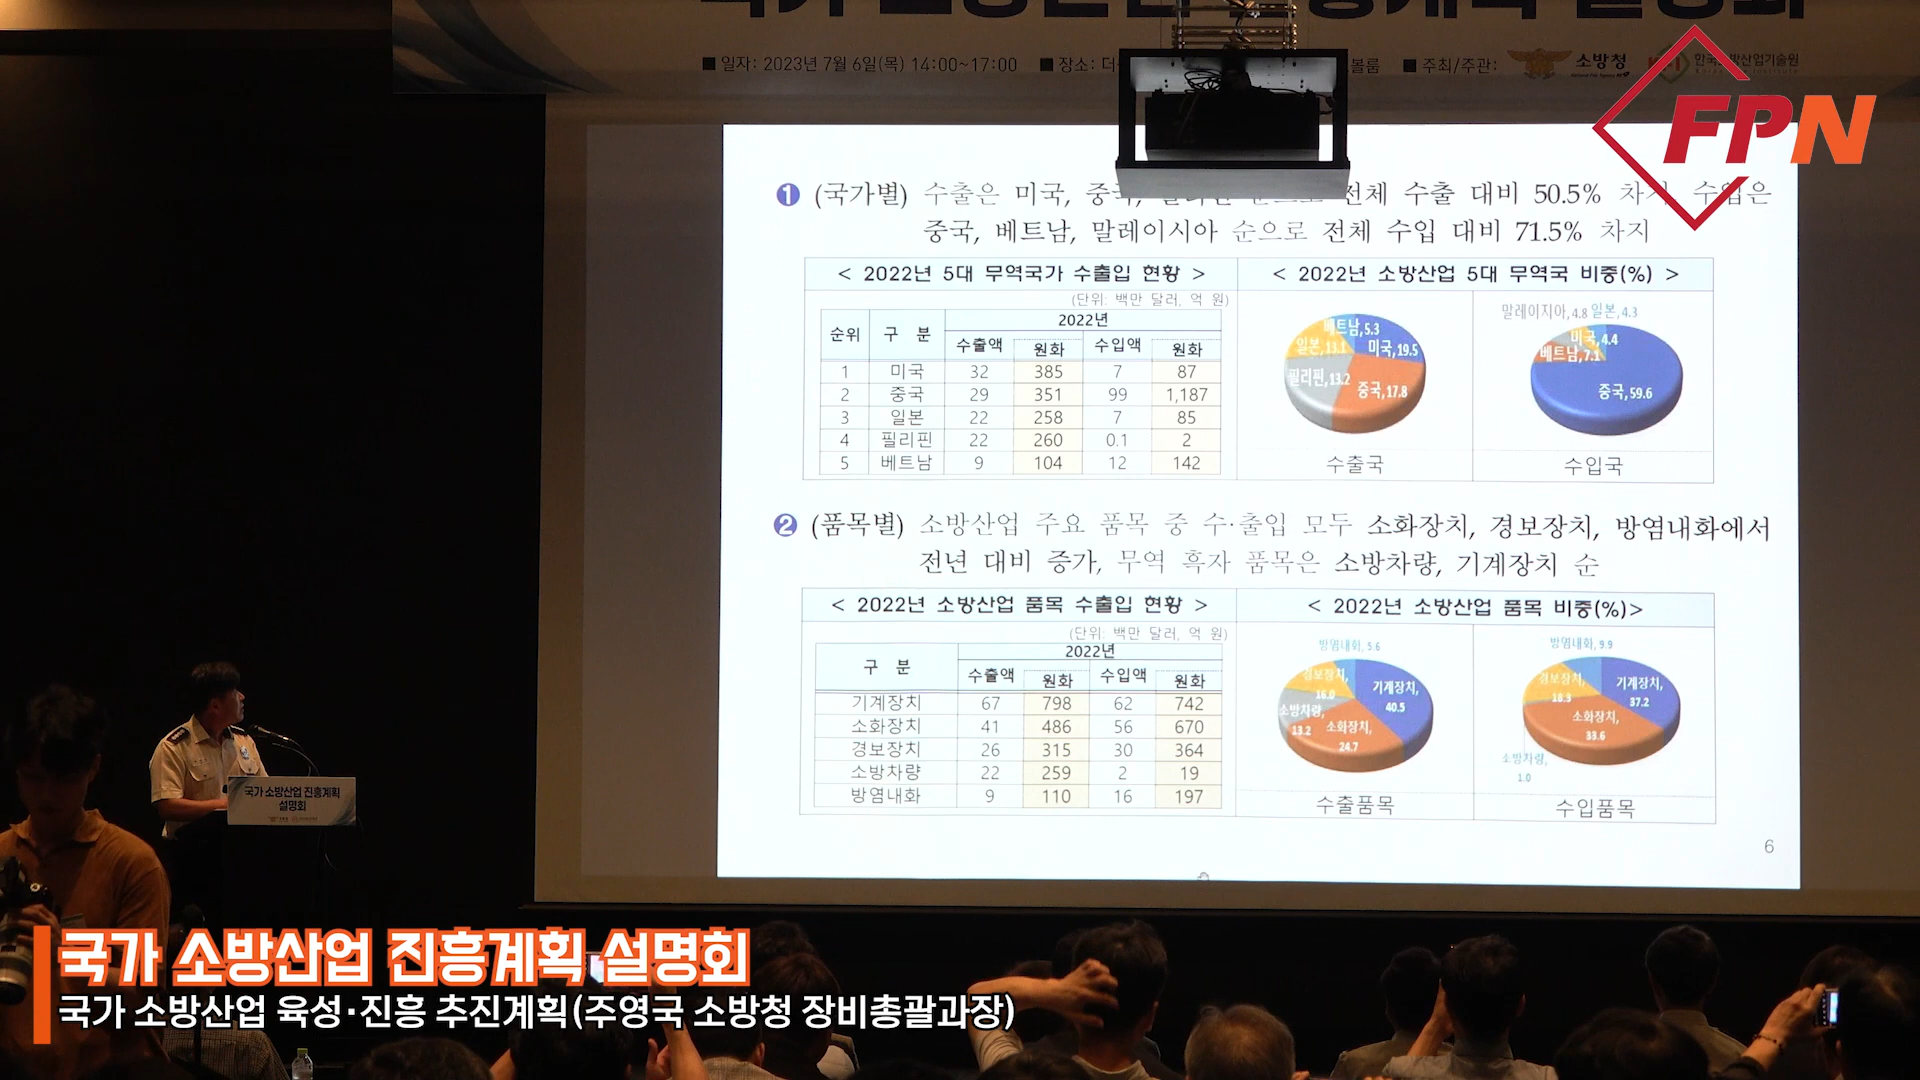 ■ 일자: 2023년 7월 6일(목) 14:00~17:00 ■ 장소: 더 볼룸 ■ 주최/주관: 소방청
FPN
❶ (국가별) 수출은 미국, 중국, 전체 수출 대비 50.5% 차지 수입은
중국, 베트남, 말레이시아 순으로 전체 수입 대비 71.5% 차지
< 2022년 5대 무역국가 수출입 현황 > < 2022년 소방산업 5대 무역국 비중(%) >
(단위: 백만 달러, 억 원)
순위 구 분 2022년
수출액 원화 수입액 원화
1 미국 32 385 7 87
2 중국 29 351 99 1,187
3 일본 22 258 7 85
4 필리핀 22 260 0.1 2
5 베트남 9 104 12 142
베트남,5.3
일본,13.1
미국,19.5
필리핀,13.2
중국,17.8
수출국
말레이지아,4.8 일본,4.3
미국,4.4
베트남,7.1
중국,59.6
수입국
❷ (품목별) 소방산업 주요 품목 중 수·출입 모두 소화장치, 경보장치, 방염내화에서
전년 대비 증가, 무역 흑자 품목은 소방차량, 기계장치 순
< 2022년 소방산업 품목 수출입 현황 > < 2022년 소방산업 품목 비중(%)>
(단위: 백만 달러, 억 원)
구 분 2022년
수출액 원화 수입액 원화
기계장치 67 798 62 742
소화장치 41 486 56 670
경보장치 26 315 30 364
소방차량 22 259 2 19
방염내화 9 110 16 197
방염내화, 5.6
경보장치,
16.0
기계장치,
40.5
소방차량,
13.2
소화장치,
24.7
수출품목
방염내화, 9.9
경보장치,
18.3
기계장치,
37.2
소화장치,
33.6
소방차량,
1.0
수입품목
6
국가 소방산업 진흥계획
설명회
국가 소방산업 진흥계획 설명회
국가 소방산업 육성·진흥 추진계획(주영국 소방청 장비총괄과장)